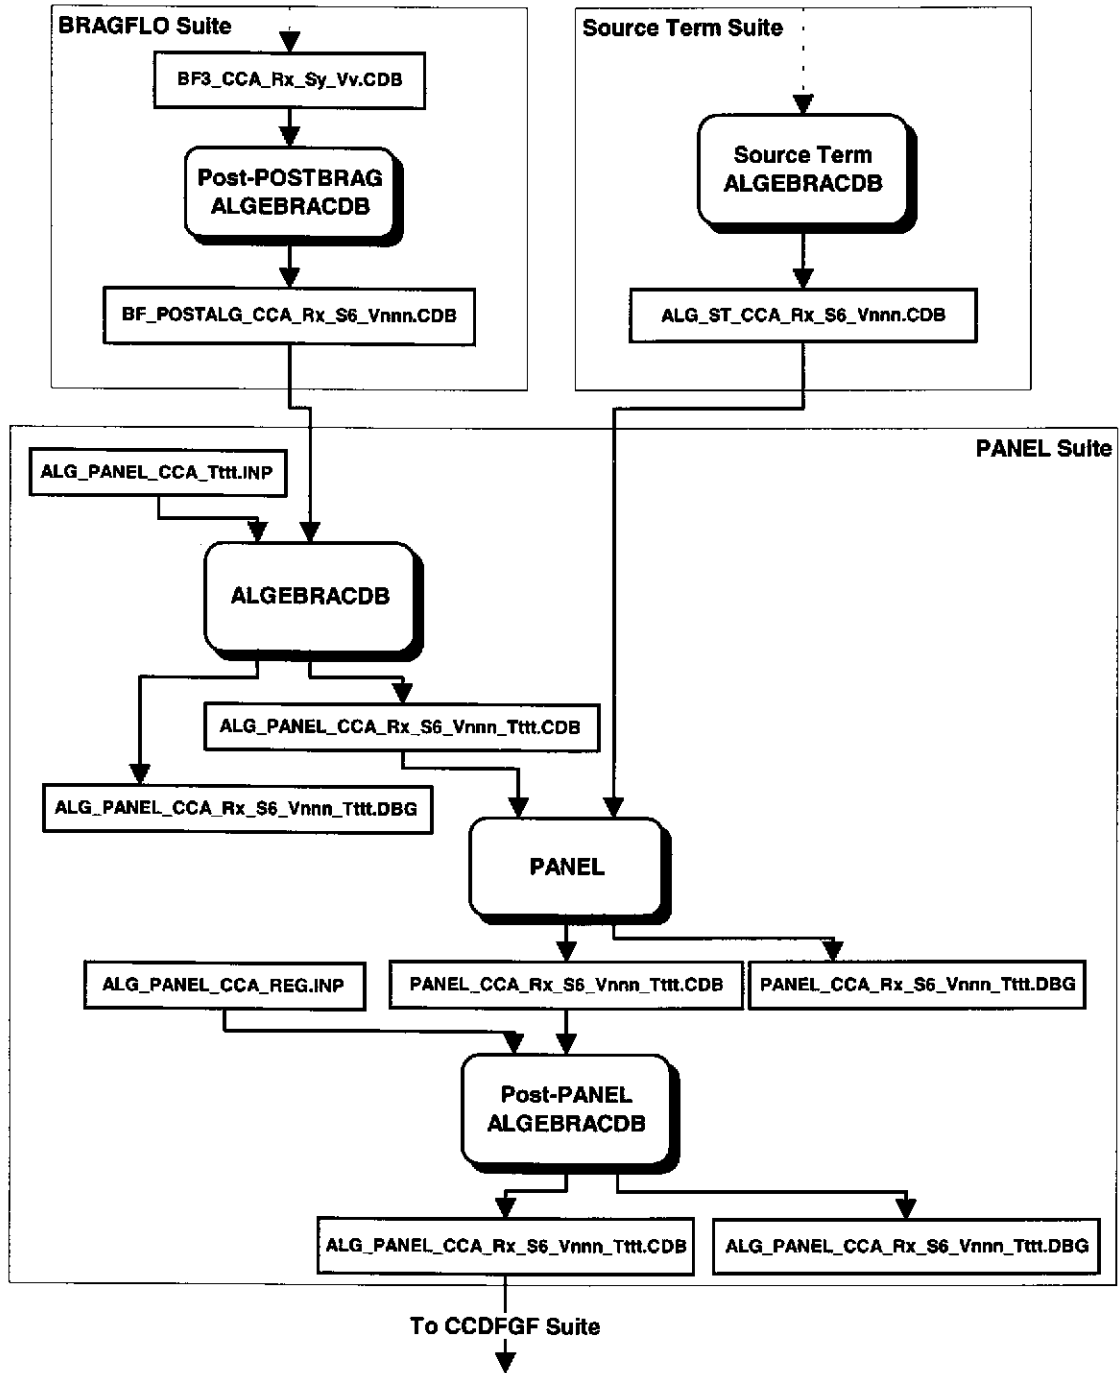 BRAGFLO Suite
Source Term Suite
BF3_CCA_Rx_Sy_Vv.CDB
Post-POSTBRAG
ALGEBRACDB
Source Term
ALGEBRACDB
BF_POSTALG_CCA_Rx_S6_Vnnn.CDB
ALG_ST_CCA_Rx_S6_Vnnn.CDB
PANEL Suite
ALG_PANEL_CCA_Tttt.INP
ALGEBRACDB
ALG_PANEL_CCA_Rx_S6_Vnnn_Tttt.CDB
ALG_PANEL_CCA_Rx_S6_Vnnn_Tttt.DBG
PANEL
ALG_PANEL_CCA_REG.INP
PANEL_CCA_Rx_S6_Vnnn_Tttt.CDB
PANEL_CCA_Rx_S6_Vnnn_Tttt.DBG
Post-PANEL
ALGEBRACDB
ALG_PANEL_CCA_Rx_S6_Vnnn_Tttt.CDB
ALG_PANEL_CCA_Rx_S6_Vnnn_Tttt.DBG
To CCDFGF Suite